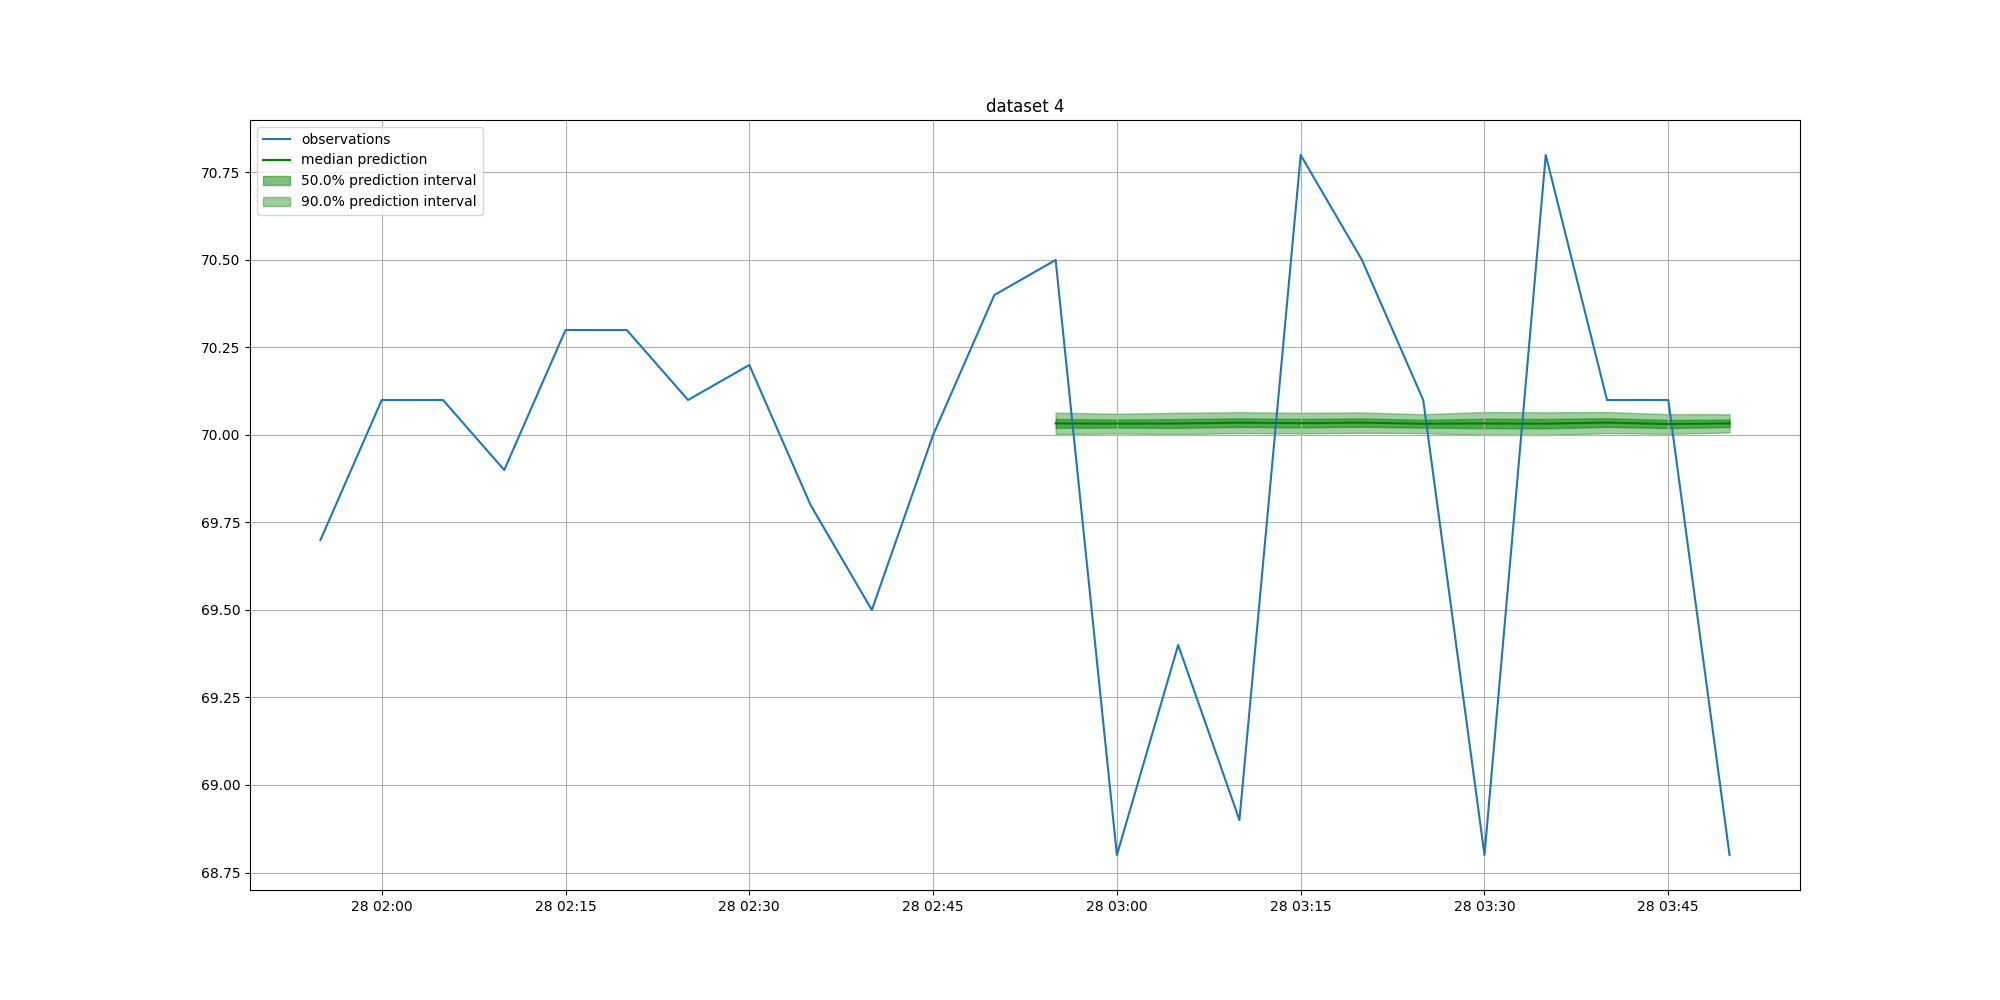 dataset 4
observations
median prediction
50.0% prediction interval
90.0% prediction interval
70.75
70.50
70.25
70.00
69.75
69.50
69.25
69.00
68.75
28 02:00 28 02:15 28 02:30 28 02:45 28 03:00 28 03:15 28 03:30 28 03:45